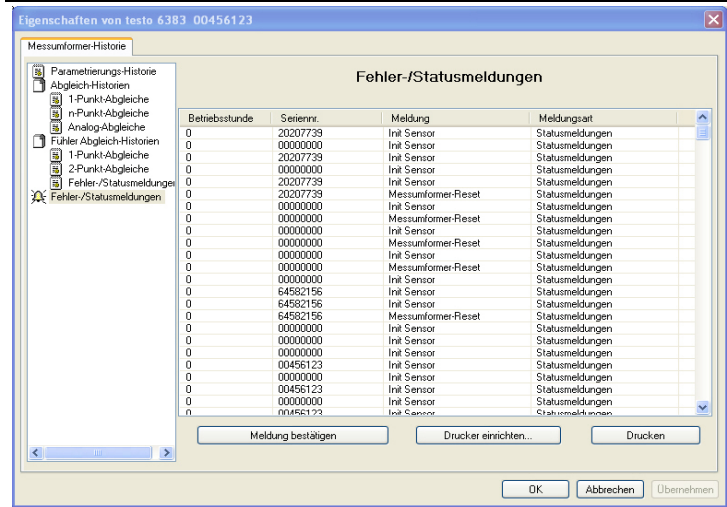 Eigenschaften von testo 6383 00456123
Messumformer-Historie
Parametrierungs-Historie
Abgleich-Historien
1-Punkt-Abgleiche
n-Punkt-Abgleiche
Analog-Abgleiche
Fühler Abgleich-Historien
1-Punkt-Abgleiche
2-Punkt-Abgleiche
Fehler-/Statusmeldungen
Fehler-/Statusmeldungen
Fehler-/Statusmeldungen
Betriebsstunde Seriennr. Meldung Meldungsart
0 20207739 Init Sensor Statusmeldungen
0 00000000 Init Sensor Statusmeldungen
0 20207739 Init Sensor Statusmeldungen
0 00000000 Init Sensor Statusmeldungen
0 20207739 Init Sensor Statusmeldungen
0 20207739 Messumformer-Reset Statusmeldungen
0 00000000 Init Sensor Statusmeldungen
0 00000000 Messumformer-Reset Statusmeldungen
0 00000000 Init Sensor Statusmeldungen
0 00000000 Messumformer-Reset Statusmeldungen
0 00000000 Init Sensor Statusmeldungen
0 00000000 Messumformer-Reset Statusmeldungen
0 00000000 Init Sensor Statusmeldungen
0 64582156 Init Sensor Statusmeldungen
0 64582156 Init Sensor Statusmeldungen
0 64582156 Messumformer-Reset Statusmeldungen
0 00000000 Init Sensor Statusmeldungen
0 00000000 Init Sensor Statusmeldungen
0 00000000 Init Sensor Statusmeldungen
0 00456123 Init Sensor Statusmeldungen
0 00000000 Init Sensor Statusmeldungen
0 00456123 Init Sensor Statusmeldungen
0 00000000 Init Sensor Statusmeldungen
0 00456123 Init Sensor Statusmeldungen
Meldung bestätigen Drucker einrichten... Drucken
OK Abbrechen Übernehmen